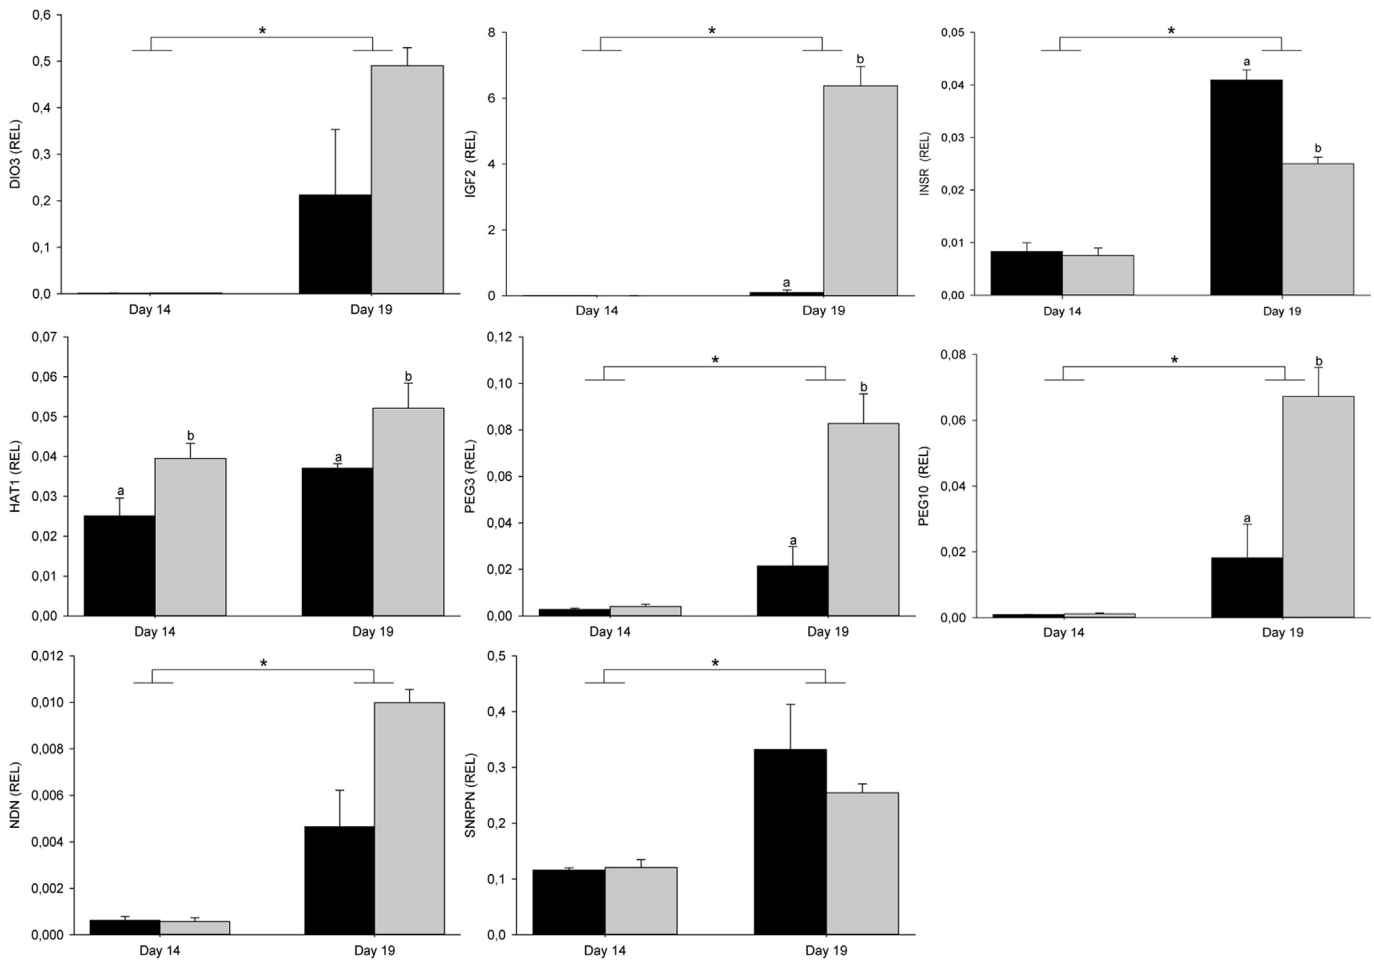 DIO3 (REL)
0,6
0,5
0,4
0,3
0,2
0,1
0,0
*
Day 14
Day 19
IGF2 (REL)
8
6
4
2
0
*
a
b
Day 14
Day 19
INSR (REL)
0,05
0,04
0,03
0,02
0,01
0,00
*
a
b
Day 14
Day 19
HAT1 (REL)
0,07
0,06
0,05
0,04
0,03
0,02
0,01
0,00
a
b
a
b
Day 14
Day 19
PEG3 (REL)
0,12
0,10
0,08
0,06
0,04
0,02
0,00
*
a
b
Day 14
Day 19
PEG10 (REL)
0,08
0,06
0,04
0,02
0,00
*
a
b
Day 14
Day 19
NDN (REL)
0,012
0,010
0,008
0,006
0,004
0,002
0,000
*
Day 14
Day 19
SNRPN (REL)
0,5
0,4
0,3
0,2
0,1
0,0
*
Day 14
Day 19